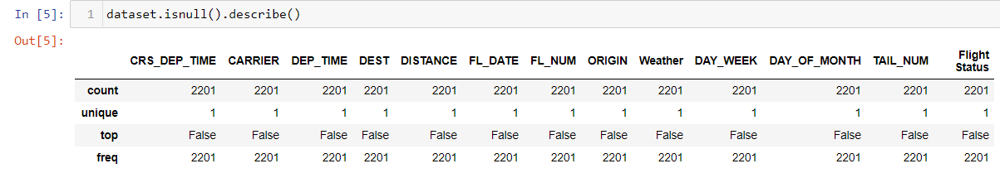 In [5]: 1 dataset.isnull().describe()
Out[5]:
CRS_DEP_TIME CARRIER DEP_TIME DEST DISTANCE FL_DATE FL_NUM ORIGIN Weather DAY_WEEK DAY_OF_MONTH TAIL_NUM Flight
Status
count 2201 2201 2201 2201 2201 2201 2201 2201 2201 2201 2201 2201 2201
unique 1 1 1 1 1 1 1 1 1 1 1 1 1
top False False False False False False False False False False False False False
freq 2201 2201 2201 2201 2201 2201 2201 2201 2201 2201 2201 2201 2201